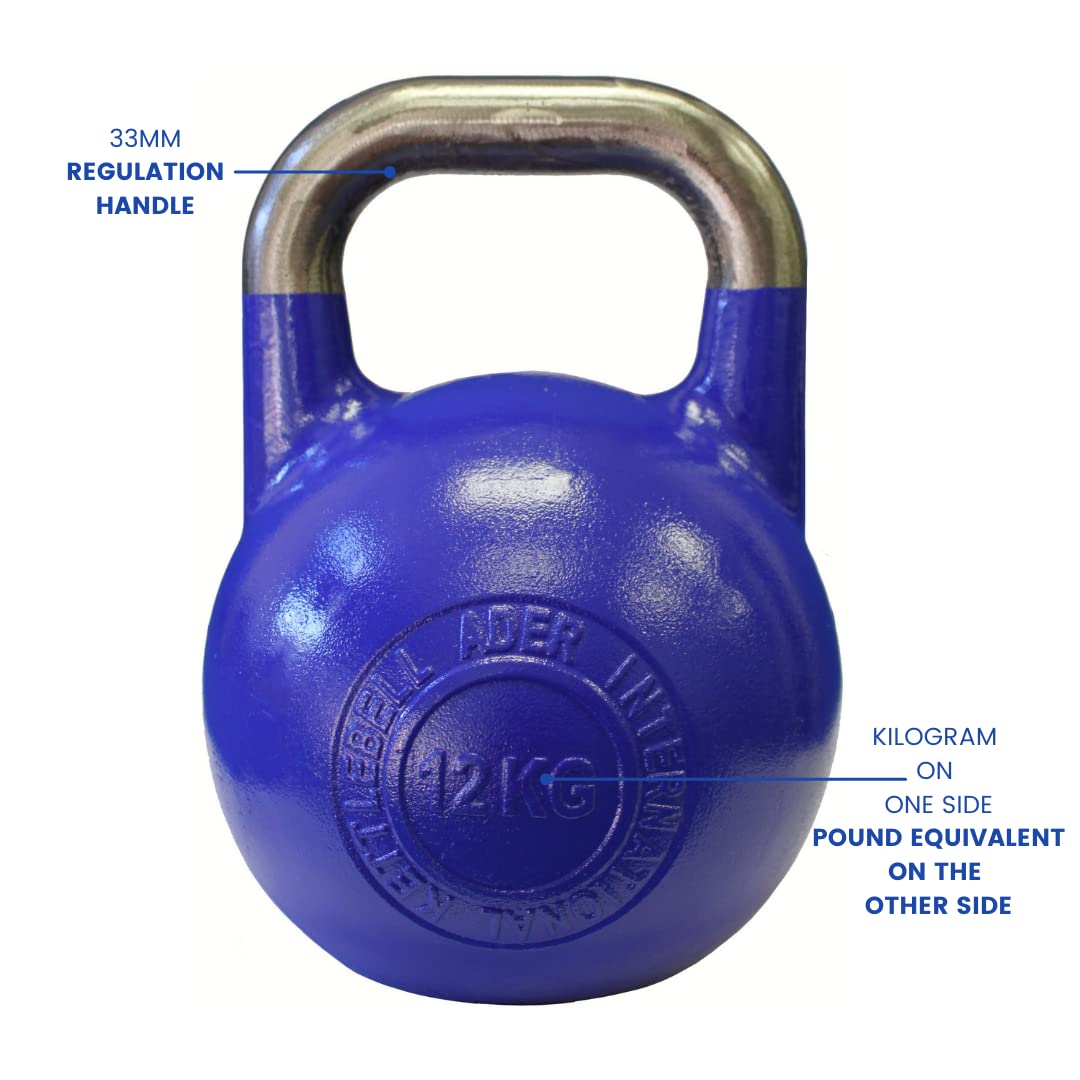 33MM
REGULATION
HANDLE
ADER INTERNATIONAL KETTLEBELL
12KG
KILOGRAM
ON
ONE SIDE
POUND EQUIVALENT
ON THE
OTHER SIDE